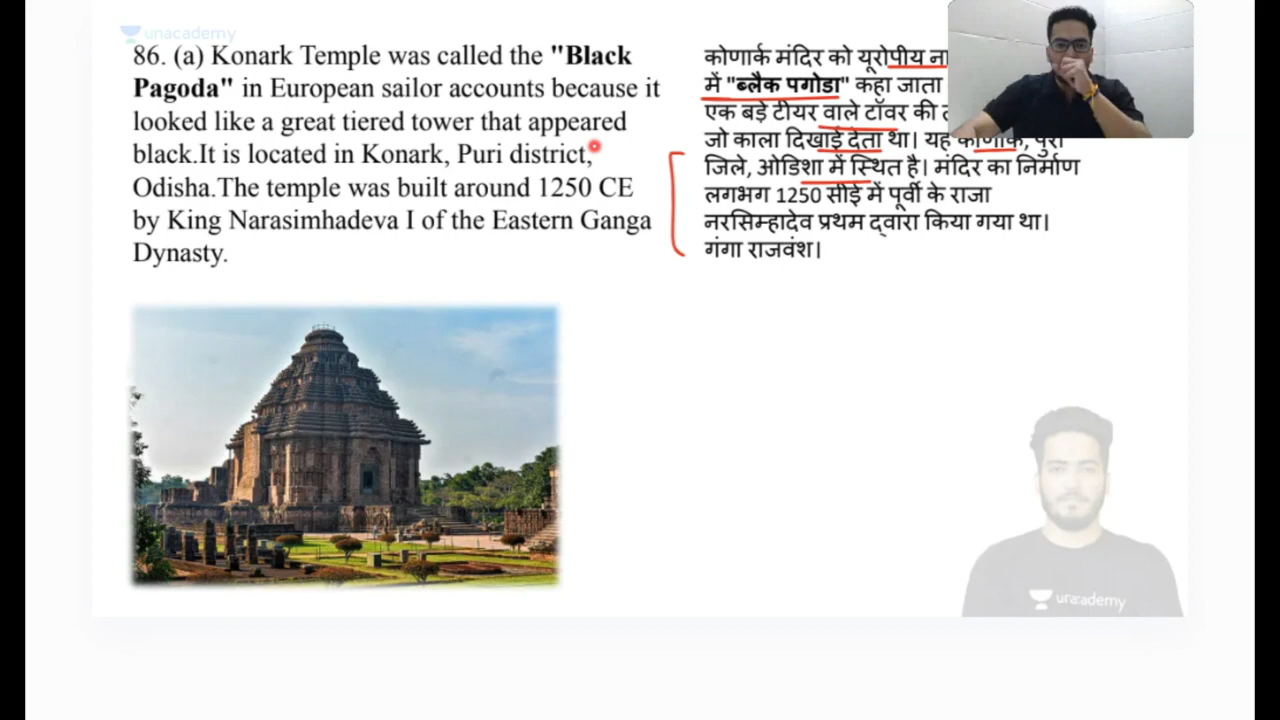 unacademy
86. (a) Konark Temple was called the "Black
Pagoda" in European sailor accounts because it
looked like a great tiered tower that appeared
black.It is located in Konark, Puri district,
Odisha.The temple was built around 1250 CE
by King Narasimhadeva I of the Eastern Ganga
Dynasty.
कोणार्क मंदिर को यूरोपीय
में "ब्लैक पगोडा" कहा जाता
एक बड़े टीयर वाले टॉवर की
जो काला दिखाई देता था। यह कोणार्क, पुरी
जिले, ओडिशा में स्थित है। मंदिर का निर्माण
लगभग 1250 सीई में पूर्वी के राजा
नरसिम्हादेव प्रथम द्वारा किया गया था।
गंगा राजवंश।
unacademy